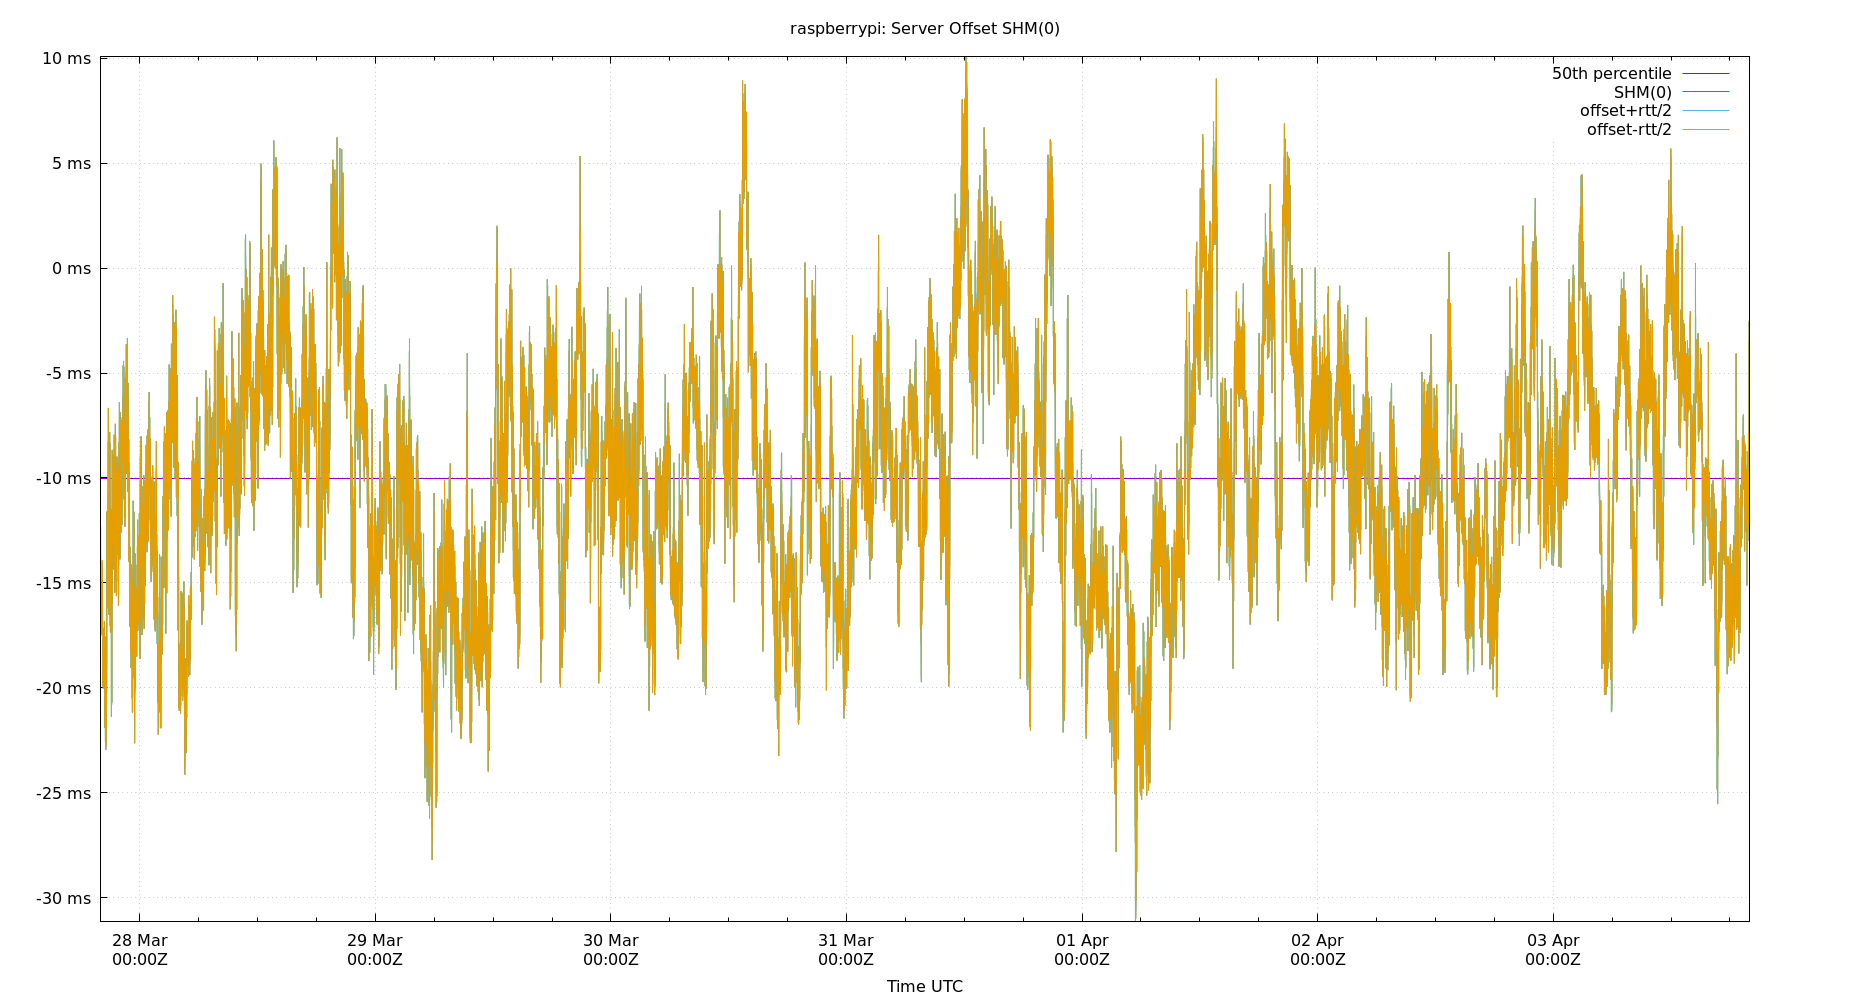 raspberrypi: Server Offset SHM(0)
10 ms
5 ms
0 ms
-5 ms
-10 ms
-15 ms
-20 ms
-25 ms
-30 ms
50th percentile
SHM(0)
offset+rtt/2
offset-rtt/2
28 Mar 29 Mar 30 Mar 31 Mar 01 Apr 02 Apr 03 Apr
00:00Z 00:00Z 00:00Z 00:00Z 00:00Z 00:00Z 00:00Z
Time UTC